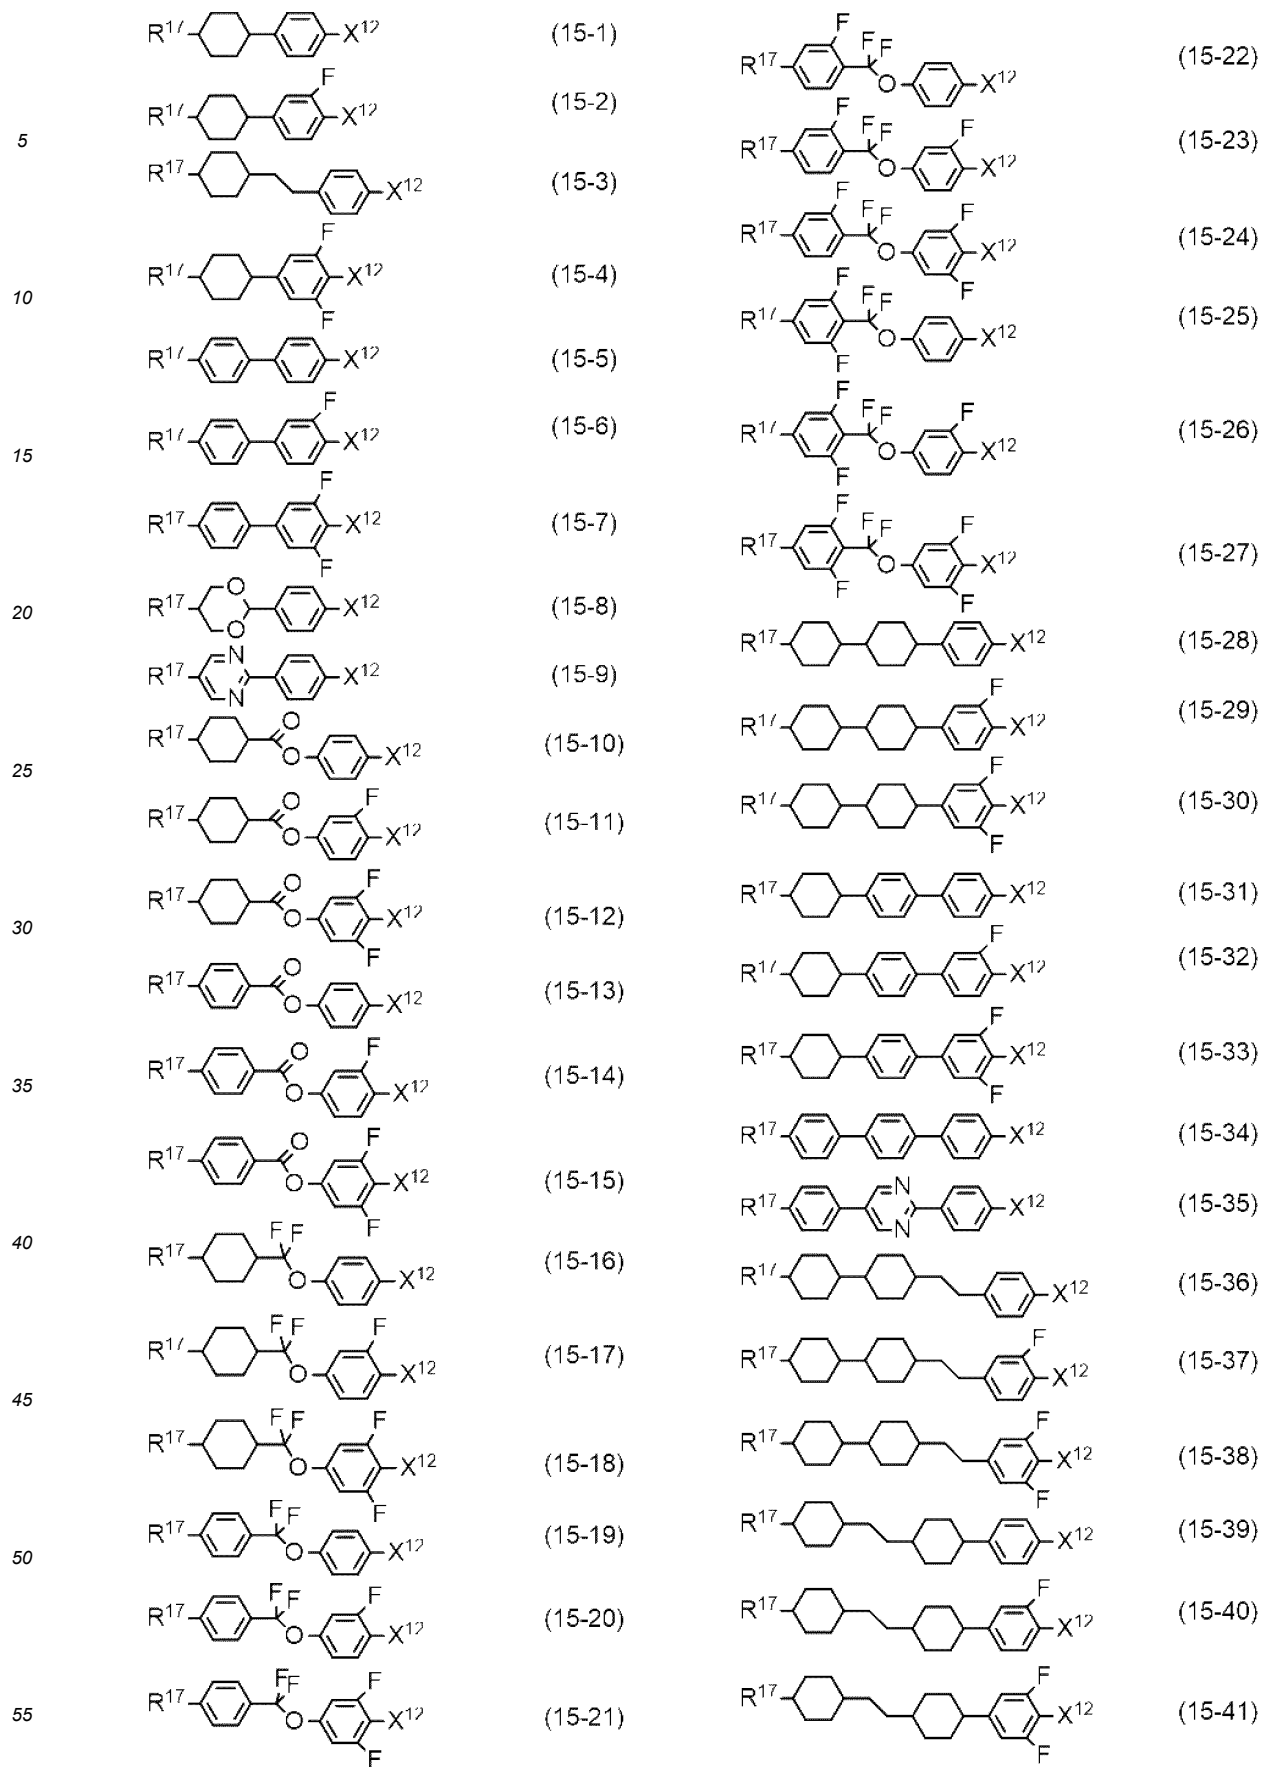 R¹⁷ X¹² (15-1)
F
R¹⁷ X¹² (15-2)
5
R¹⁷ X¹² (15-3)
F
R¹⁷ X¹² (15-4)
10
F
R¹⁷ X¹² (15-5)
F
R¹⁷ X¹² (15-6)
15
F
R¹⁷ X¹² (15-7)
F
O
R¹⁷ X¹² (15-8)
20
O
N
R¹⁷ X¹² (15-9)
N
O
R¹⁷ O X¹² (15-10)
25
O F
R¹⁷ O X¹² (15-11)
O F
R¹⁷ O X¹² (15-12)
30
F
O
R¹⁷ O X¹² (15-13)
O F
R¹⁷ O X¹² (15-14)
35
O F
R¹⁷ O X¹² (15-15)
F
40
F F
R¹⁷ O X¹² (15-16)
F F F
R¹⁷ O X¹² (15-17)
45
F F F
R¹⁷ O X¹² (15-18)
F
F F
R¹⁷ O X¹² (15-19)
50
F F F
R¹⁷ O X¹² (15-20)
F F F
R¹⁷ O X¹² (15-21)
55
F
F F F
R¹⁷ O X¹² (15-22)
F F F F
R¹⁷ O X¹² (15-23)
F F F F
R¹⁷ O X¹² (15-24)
F
F F F
R¹⁷ O X¹² (15-25)
F
F F F F
R¹⁷ O X¹² (15-26)
F
F F F F
R¹⁷ O X¹² (15-27)
F F
R¹⁷ X¹² (15-28)
F
R¹⁷ X¹² (15-29)
F
R¹⁷ X¹² (15-30)
F
R¹⁷ X¹² (15-31)
F
R¹⁷ X¹² (15-32)
F
R¹⁷ X¹² (15-33)
F
R¹⁷ X¹² (15-34)
N
R¹⁷ X¹² (15-35)
N
R¹⁷ X¹² (15-36)
F
R¹⁷ X¹² (15-37)
F
R¹⁷ X¹² (15-38)
F
R¹⁷ X¹² (15-39)
F
R¹⁷ X¹² (15-40)
F
R¹⁷ X¹² (15-41)
F